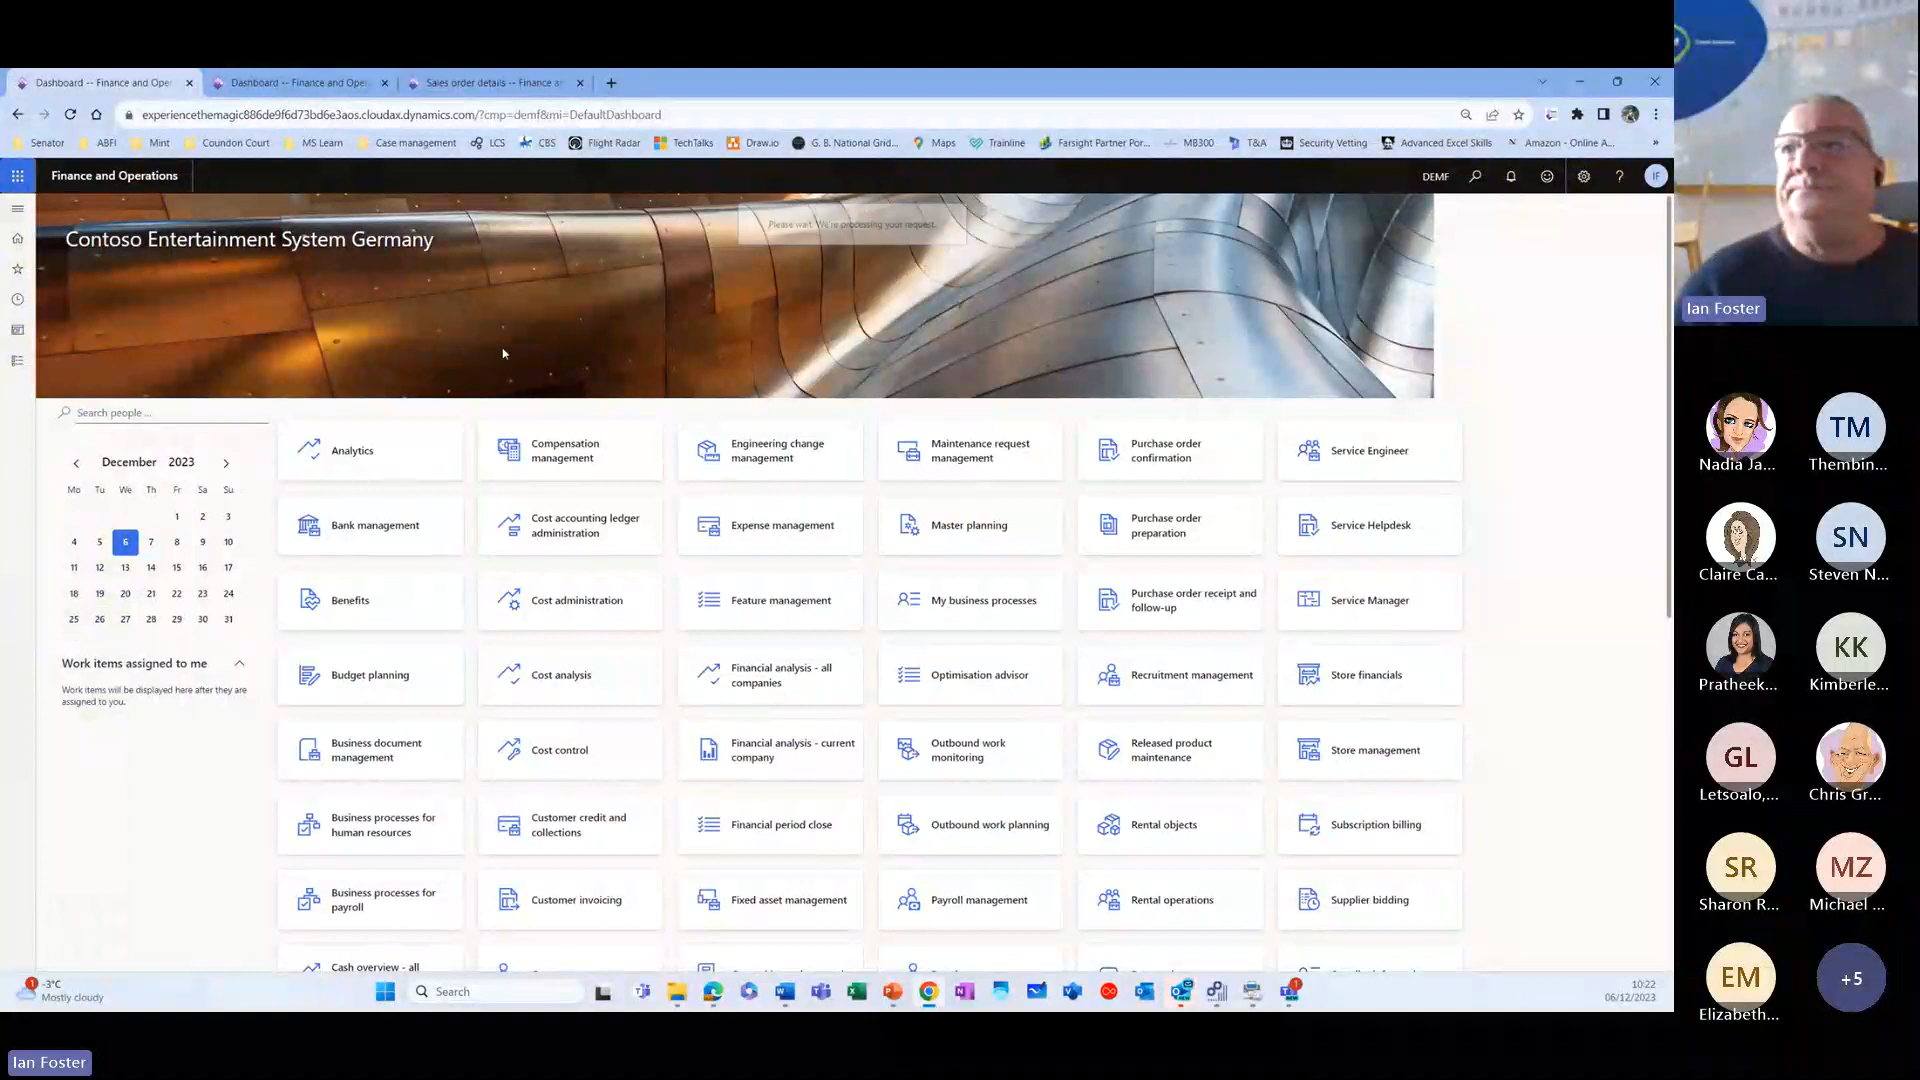 Dashboard -- Finance and Oper
Dashboard -- Finance and Oper
Sales order details -- Finance a
experiencethemagic886de9f6d73bd6e3aos.cloudax.dynamics.com/?cmp=demf&mi=DefaultDashboard
Senator
ABFI
Mint
Coundon Court
MS Learn
Case management
LCS
CBS
Flight Radar
TechTalks
Draw.io
G. B. National Grid...
Maps
Trainline
Farsight Partner Por...
MB300
T&A
Security Vetting
Advanced Excel Skills
Amazon - Online A...
Finance and Operations
DEMF
IF
Contoso Entertainment System Germany
Please wait. We're processing your request.
Search people ...
December 2023
Mo Tu We Th Fr Sa Su
1 2 3
4 5 6 7 8 9 10
11 12 13 14 15 16 17
18 19 20 21 22 23 24
25 26 27 28 29 30 31
Work items assigned to me
Work items will be displayed here after they are
assigned to you.
Analytics
Compensation
management
Engineering change
management
Maintenance request
management
Purchase order
confirmation
Service Engineer
Bank management
Cost accounting ledger
administration
Expense management
Master planning
Purchase order
preparation
Service Helpdesk
Benefits
Cost administration
Feature management
My business processes
Purchase order receipt and
follow-up
Service Manager
Budget planning
Cost analysis
Financial analysis - all
companies
Optimisation advisor
Recruitment management
Store financials
Business document
management
Cost control
Financial analysis - current
company
Outbound work
monitoring
Released product
maintenance
Store management
Business processes for
human resources
Customer credit and
collections
Financial period close
Outbound work planning
Rental objects
Subscription billing
Business processes for
payroll
Customer invoicing
Fixed asset management
Payroll management
Rental operations
Supplier bidding
Cash overview - all
1
-3°C
Mostly cloudy
Search
1
10:22
06/12/2023
Ian Foster
Ian Foster
Nadia Ja...
TM
Thembin...
Claire Ca...
SN
Steven N...
Pratheek...
KK
Kimberle...
GL
Letsoalo,...
Chris Gr...
SR
Sharon R...
MZ
Michael ...
EM
Elizabeth...
+5